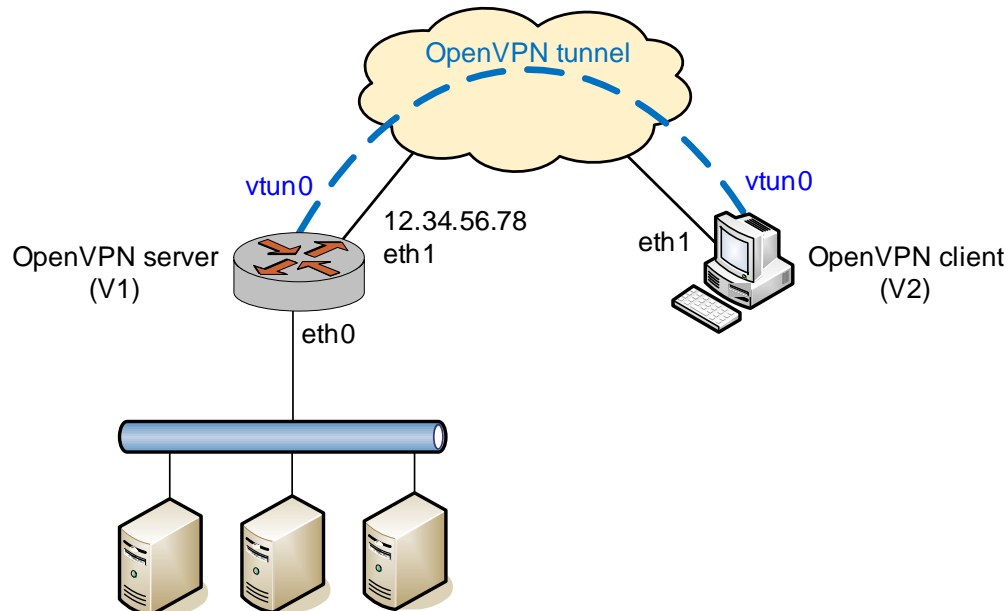 OpenVPN tunnel
vtun0
vtun0
12.34.56.78
eth1
eth1
OpenVPN server
(V1)
OpenVPN client
(V2)
eth0